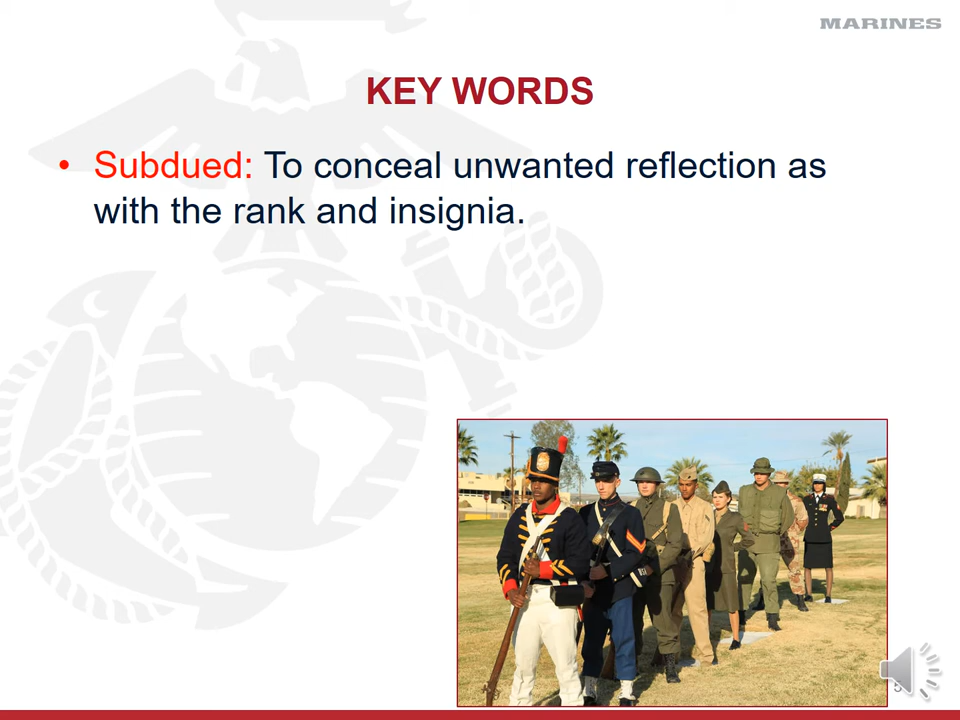 MARINES
KEY WORDS
• Subdued: To conceal unwanted reflection as
with the rank and insignia.